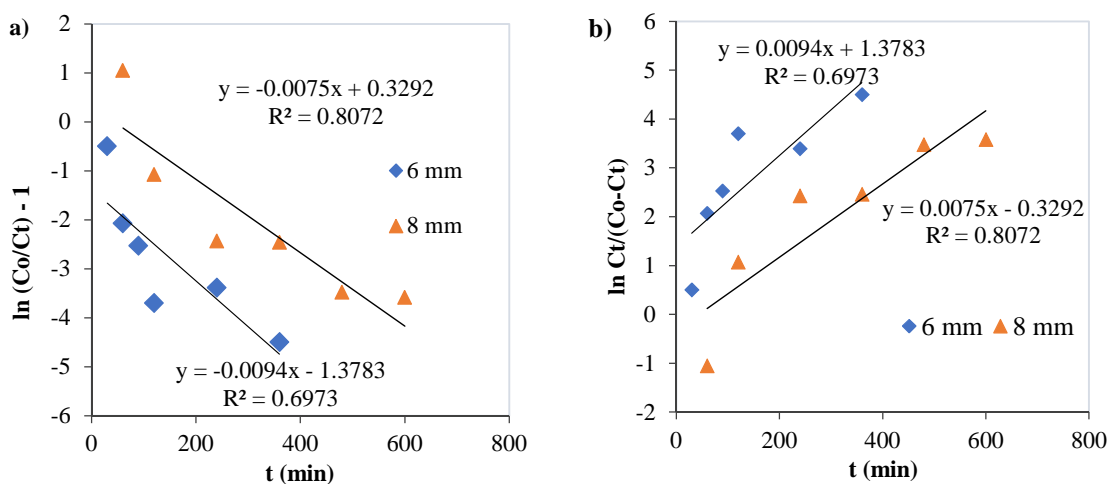 a)
2
1
0
-1
-2
-3
-4
-5
-6
0
200
400
600
800
ln (Co/Ct) - 1
t (min)
y = -0.0075x + 0.3292
R² = 0.8072
6 mm
8 mm
y = -0.0094x - 1.3783
R² = 0.6973
b)
6
5
4
3
2
1
0
-1
-2
0
200
400
600
800
ln Ct/(Co-Ct)
t (min)
y = 0.0094x + 1.3783
R² = 0.6973
y = 0.0075x - 0.3292
R² = 0.8072
6 mm
8 mm